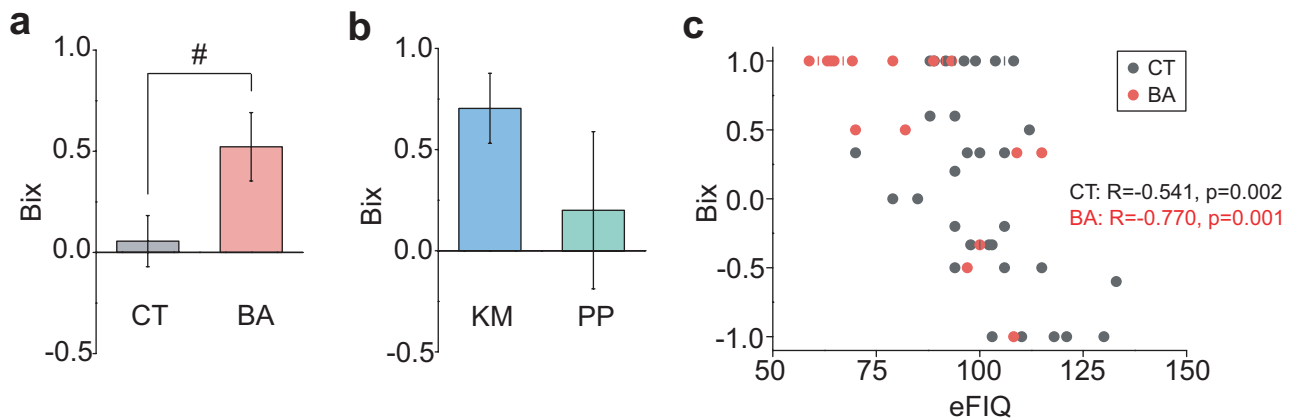 a
#
1.0
0.5
0.0
-0.5
Bix
CT
BA
b
1.0
0.5
0.0
-0.5
Bix
KM
PP
c
1.0
0.5
0.0
-0.5
-1.0
Bix
50
75
100
125
150
eFIQ
CT
BA
CT: R=-0.541, p=0.002
BA: R=-0.770, p=0.001